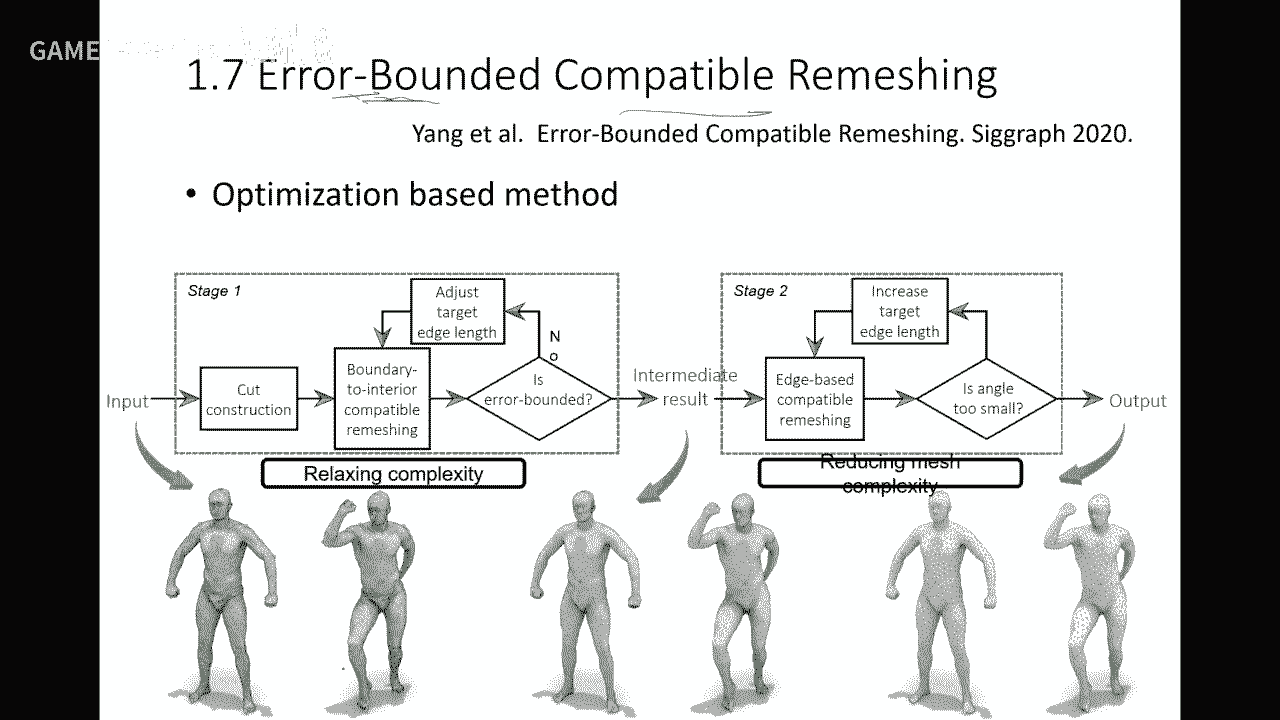 GAME
1.7 Error-Bounded Compatible Remeshing
Yang et al. Error-Bounded Compatible Remeshing. Siggraph 2020.
• Optimization based method
Stage 1
Adjust
target
edge length
N
o
Cut
construction
Boundary-
to-interior
compatible
remeshing
Is
error-bounded?
Input
Intermediate
result
Relaxing complexity
Stage 2
Increase
target
edge length
Edge-based
compatible
remeshing
Is angle
too small?
Output
Reducing mesh
complexity